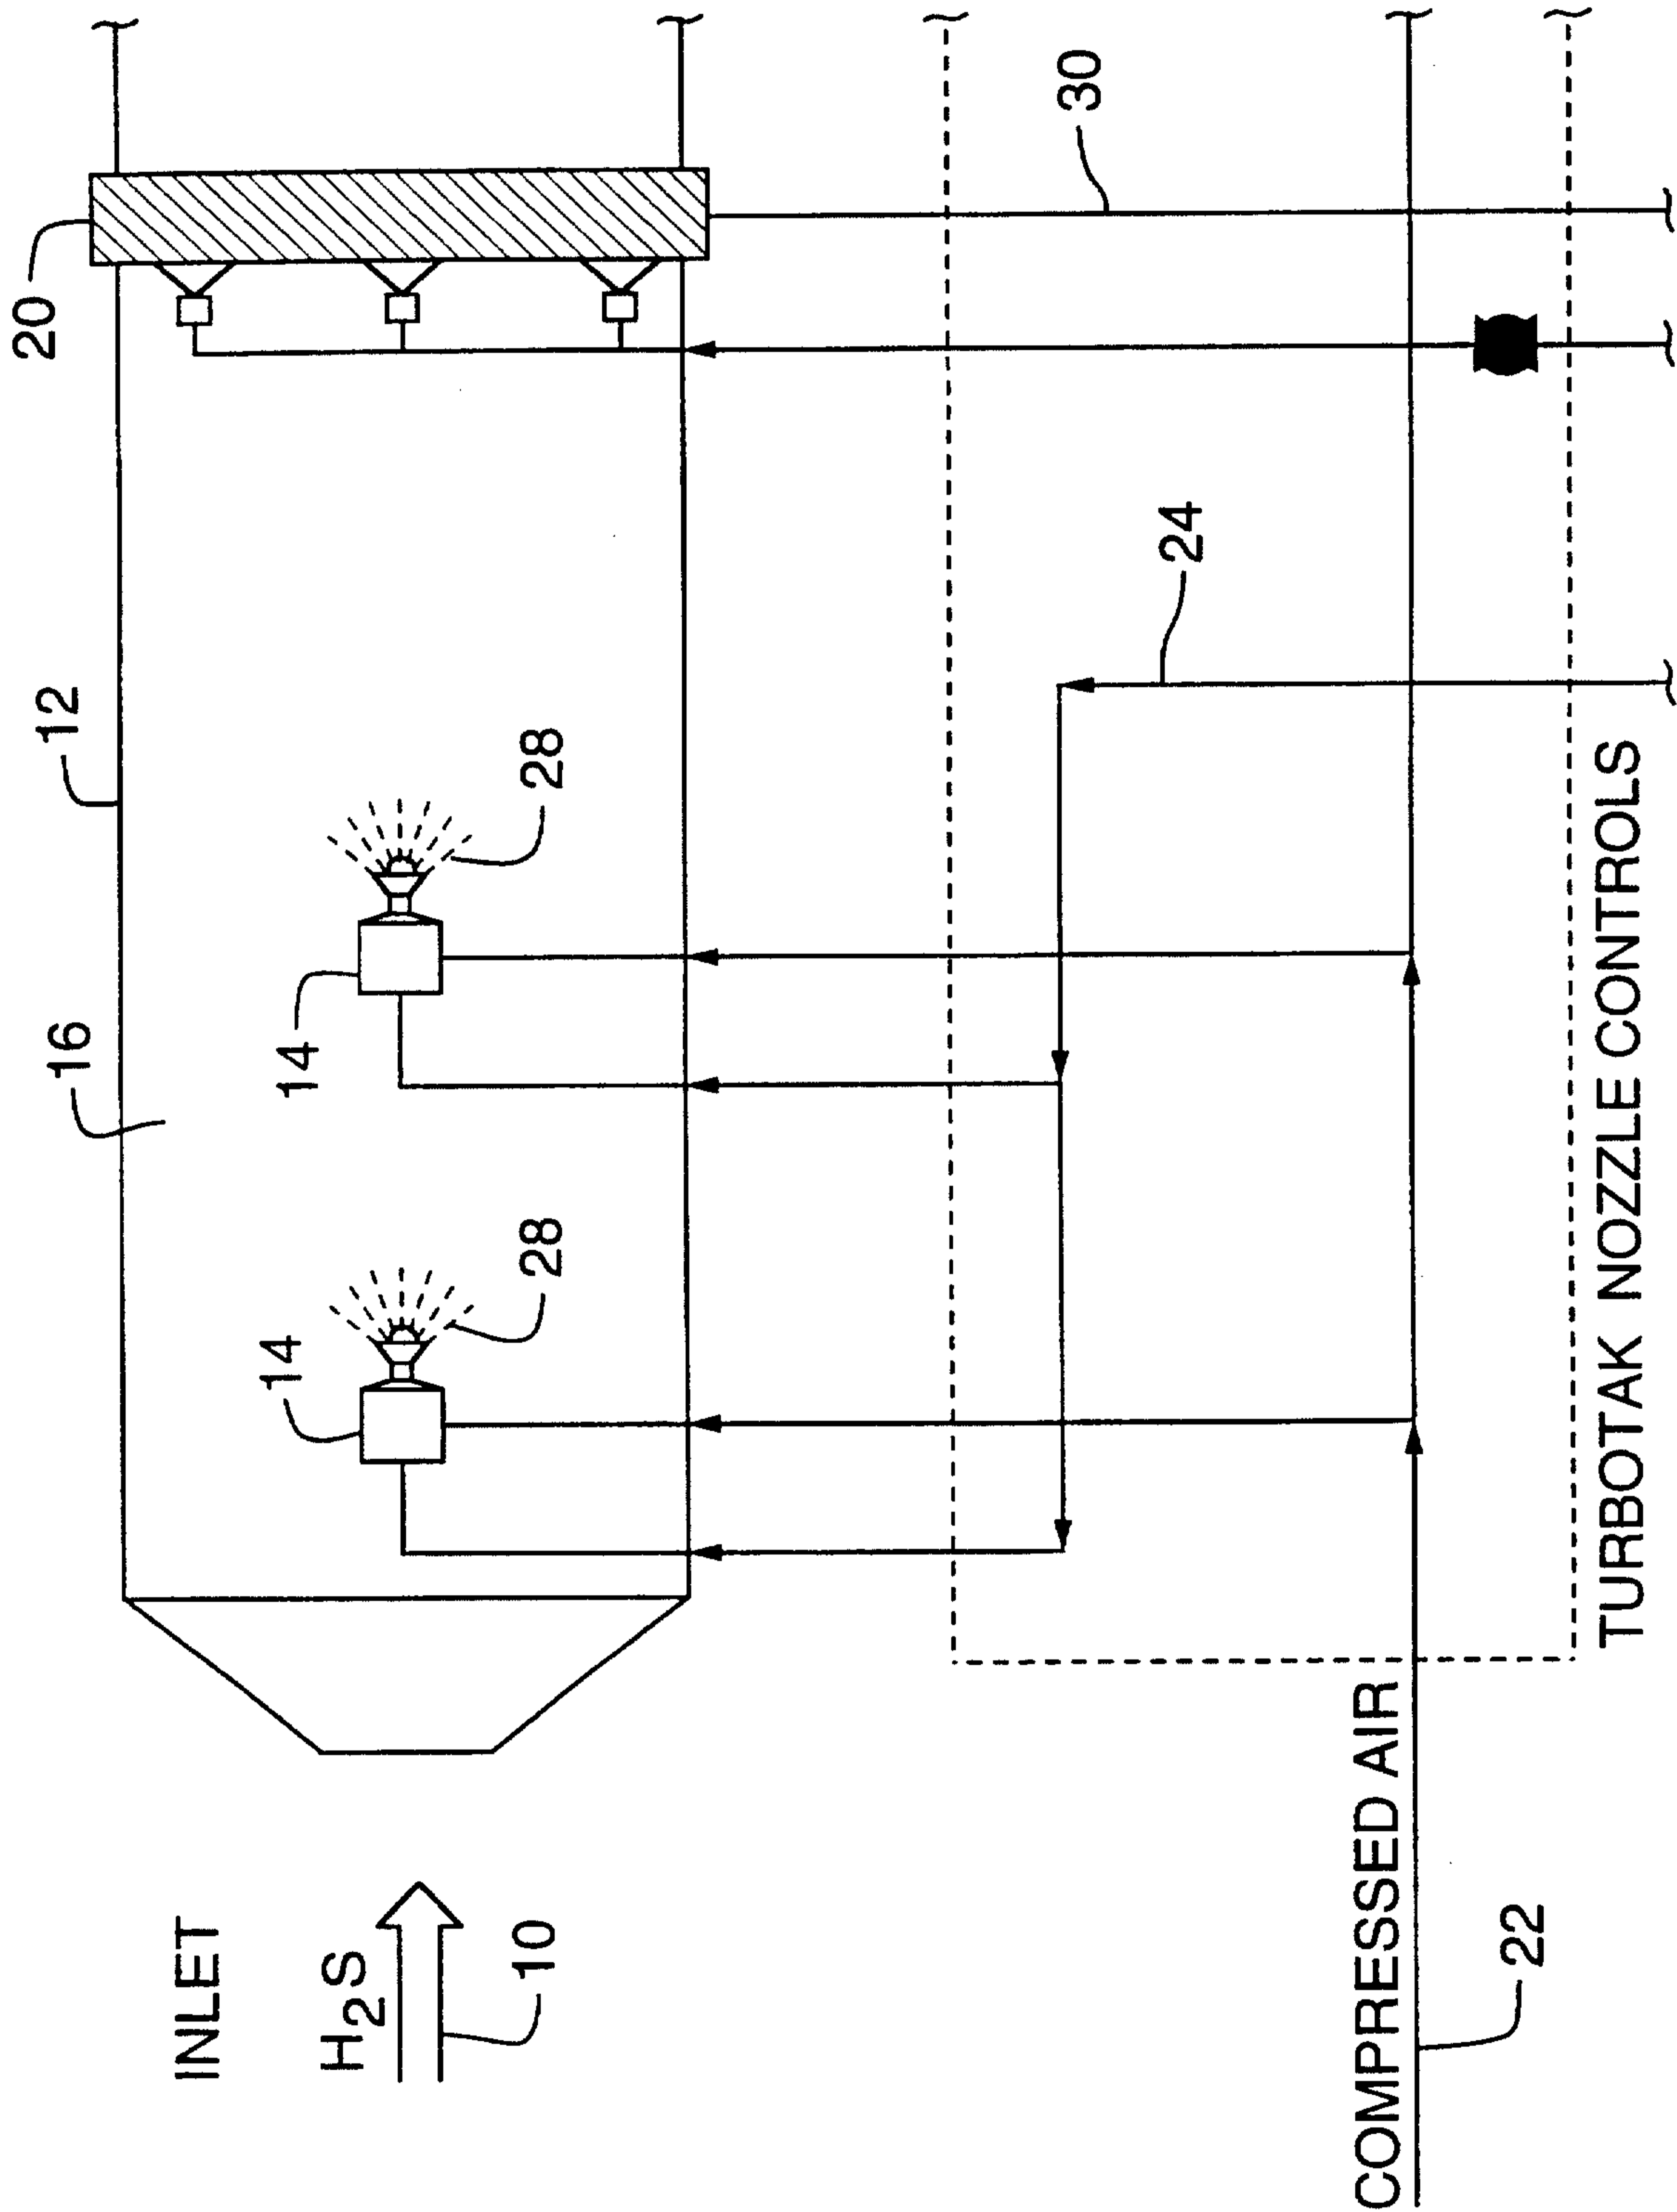 INLET
H2S
10
16
12
20
14
28
14
28
24
30
COMPRESSED AIR
22
TURBOTAK NOZZLE CONTROLS